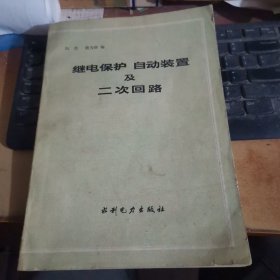 继电保护 自动装置
及
二次回路
水利电力出版社